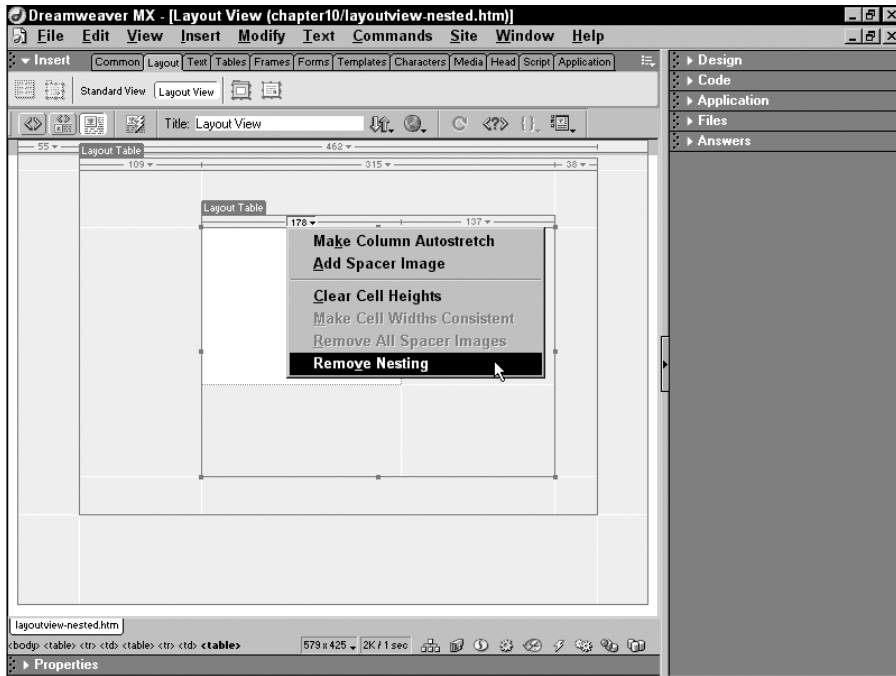 Dreamweaver MX - [Layout View (chapter10/layoutview-nested.htm)]
File Edit View Insert Modify Text Commands Site Window Help
Insert Common Layout Text Tables Frames Forms Templates Characters Media Head Script Application
Standard View Layout View
Title: Layout View
Design
Code
Application
Files
Answers
55 462
Layout Table
109 315 38
Layout Table
178 137
Make Column Autostretch
Add Spacer Image
Clear Cell Heights
Make Cell Widths Consistent
Remove All Spacer Images
Remove Nesting
layoutview-nested.htm
<body> <table> <tr> <td> <table> <tr> <td> <table> 579 x 425 2K / 1 sec
Properties